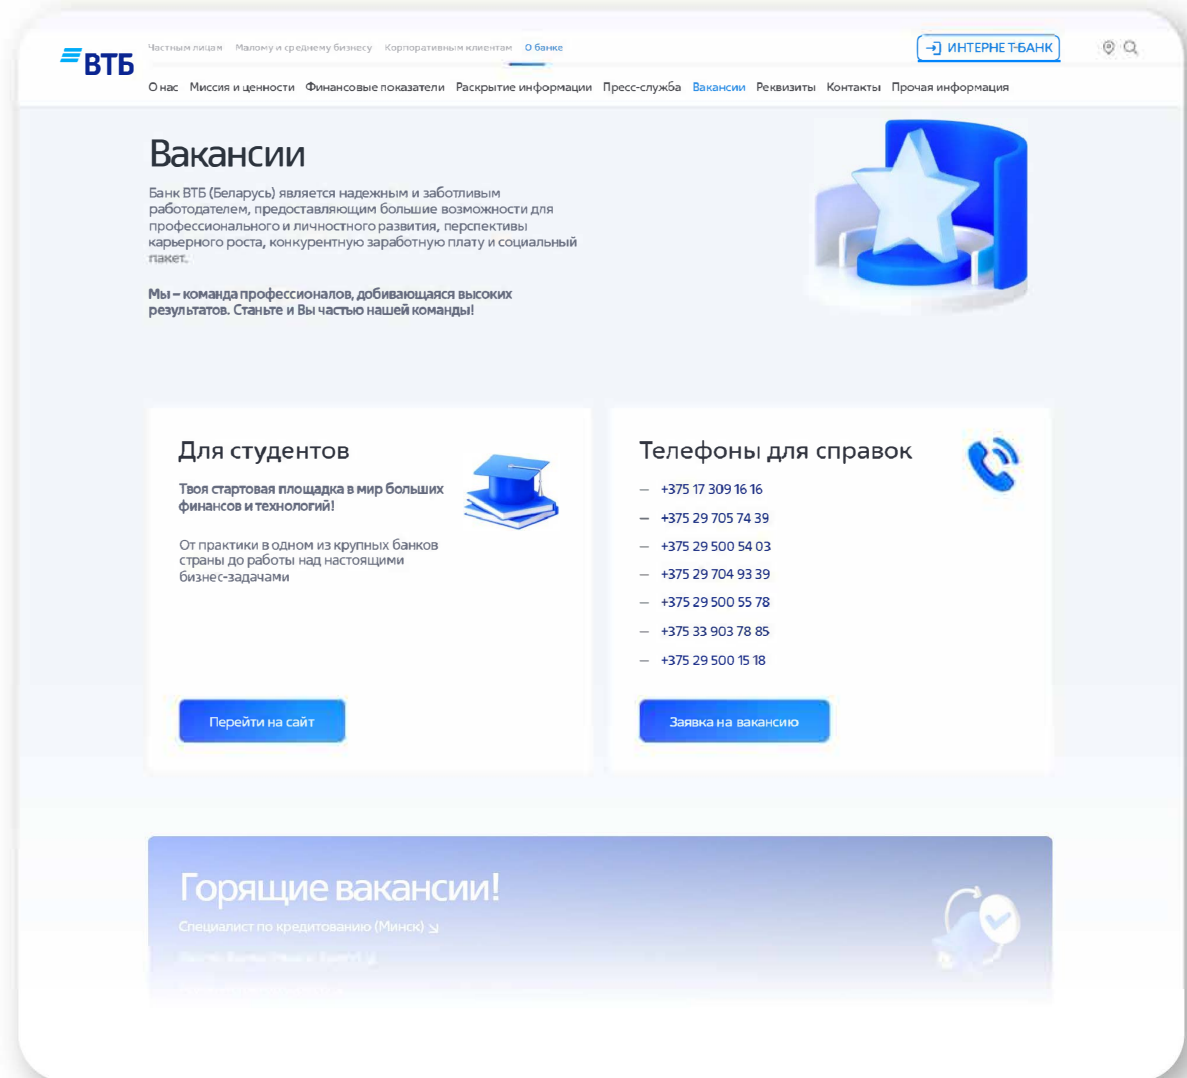 ВТБ
Частным лицам Малому и среднему бизнесу Корпоративным клиентам О банке
ИНТЕРНЕТ-БАНК
О нас Миссия и ценности Финансовые показатели Раскрытие информации Пресс-служба Вакансии Реквизиты Контакты Прочая информация
Вакансии
Банк ВТБ (Беларусь) является надежным и заботливым
работодателем, предоставляющим большие возможности для
профессионального и личностного развития, перспективы
карьерного роста, конкурентную заработную плату и социальный
пакет.
Мы – команда профессионалов, добивающаяся высоких
результатов. Станьте и Вы частью нашей команды!
Для студентов
Твоя стартовая площадка в мир больших
финансов и технологий!
От практики в одном из крупных банков
страны до работы над настоящими
бизнес-задачами
Перейти на сайт
Телефоны для справок
— +375 17 309 16 16
— +375 29 705 74 39
— +375 29 500 54 03
— +375 29 704 93 39
— +375 29 500 55 78
— +375 33 903 78 85
— +375 29 500 15 18
Заявка на вакансию
Горящие вакансии!
Специалист по кредитованию (Минск)